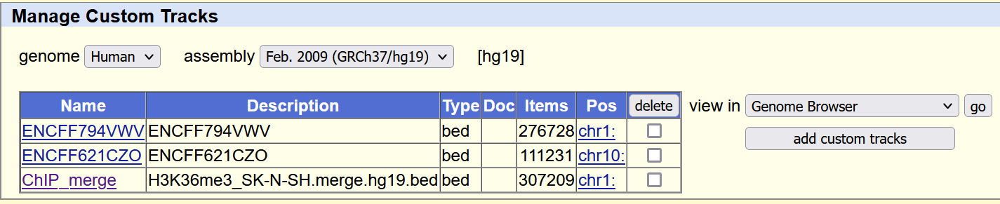 Manage Custom Tracks
genome Human assembly Feb. 2009 (GRCh37/hg19) [hg19]
Name Description Type Doc Items Pos delete view in Genome Browser go
ENCFF794VWV ENCFF794VWV bed 276728 chr1: add custom tracks
ENCFF621CZO ENCFF621CZO bed 111231 chr10:
ChIP_merge H3K36me3_SK-N-SH.merge.hg19.bed bed 307209 chr1: